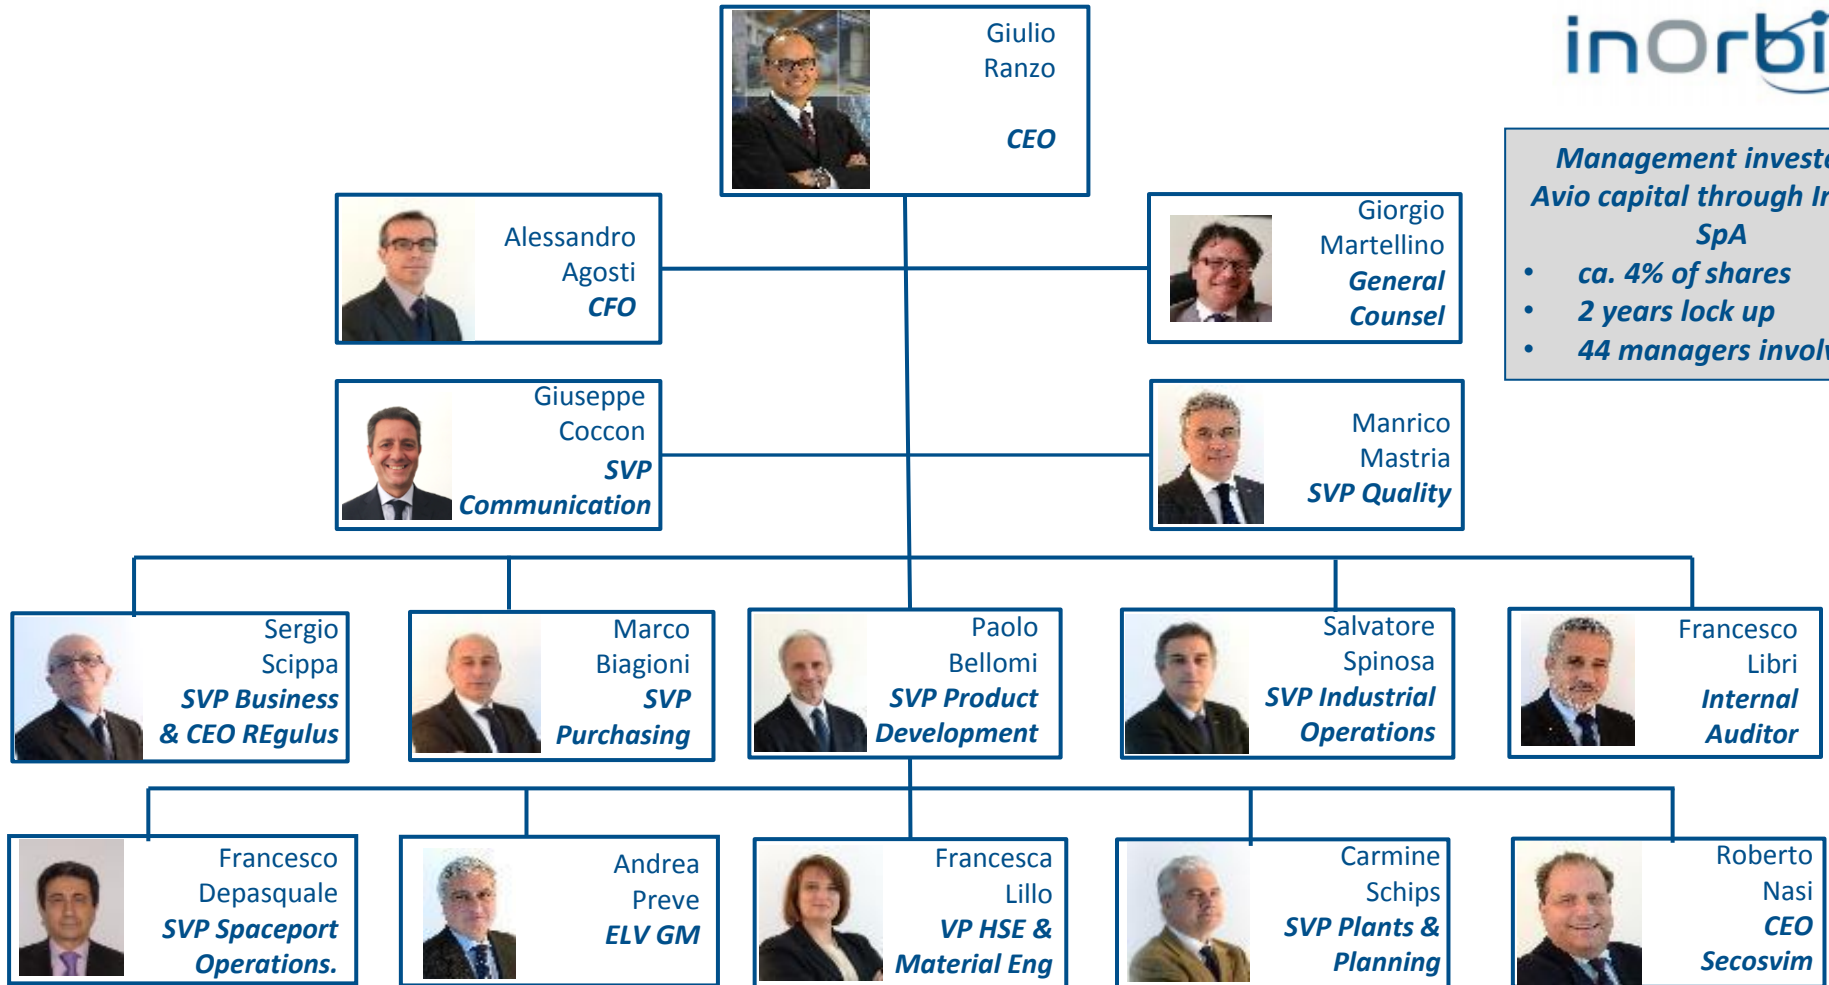 Giulio
Ranzo
CEO
inOrbi
Management invest
Avio capital through
SpA
• ca. 4% of shares
• 2 years lock up
• 44 managers
Alessandro
Agosti
CFO
Giorgio
Martellino
General
Counsel
Giuseppe
Coccon
SVP
Communication
Manrico
Mastria
SVP Quality
Sergio
Scippa
SVP Business
& CEO REgulus
Marco
Biagioni
SVP
Purchasing
Paolo
Bellomi
SVP Product
Development
Salvatore
Spinosa
SVP Industrial
Operations
Francesco
Libri
Internal
Auditor
Francesco
Depasquale
SVP Spaceport
Operations.
Andrea
Preve
ELV GM
Francesca
Lillo
VP HSE &
Material Eng
Carmine
Schips
SVP Plants &
Planning
Roberto
Nasi
CEO
Secosvim